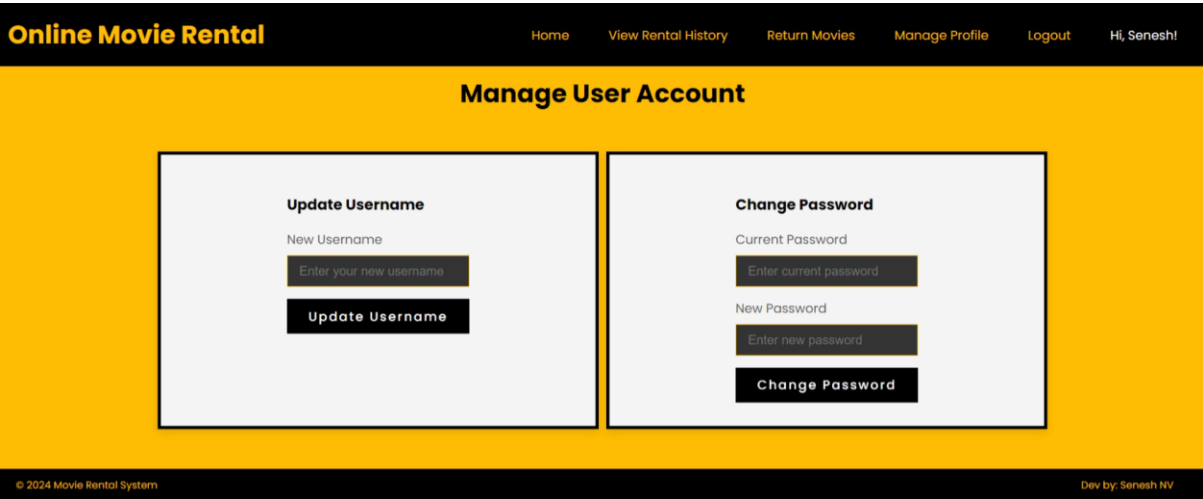 Online Movie Rental
Home View Rental History Return Movies Manage Profile Logout Hi, Senesh!
Manage User Account
Update Username
New Username
Enter your new username
Update Username
Change Password
Current Password
Enter current password
New Password
Enter new password
Change Password
© 2024 Movie Rental System
Dev by: Senesh NV